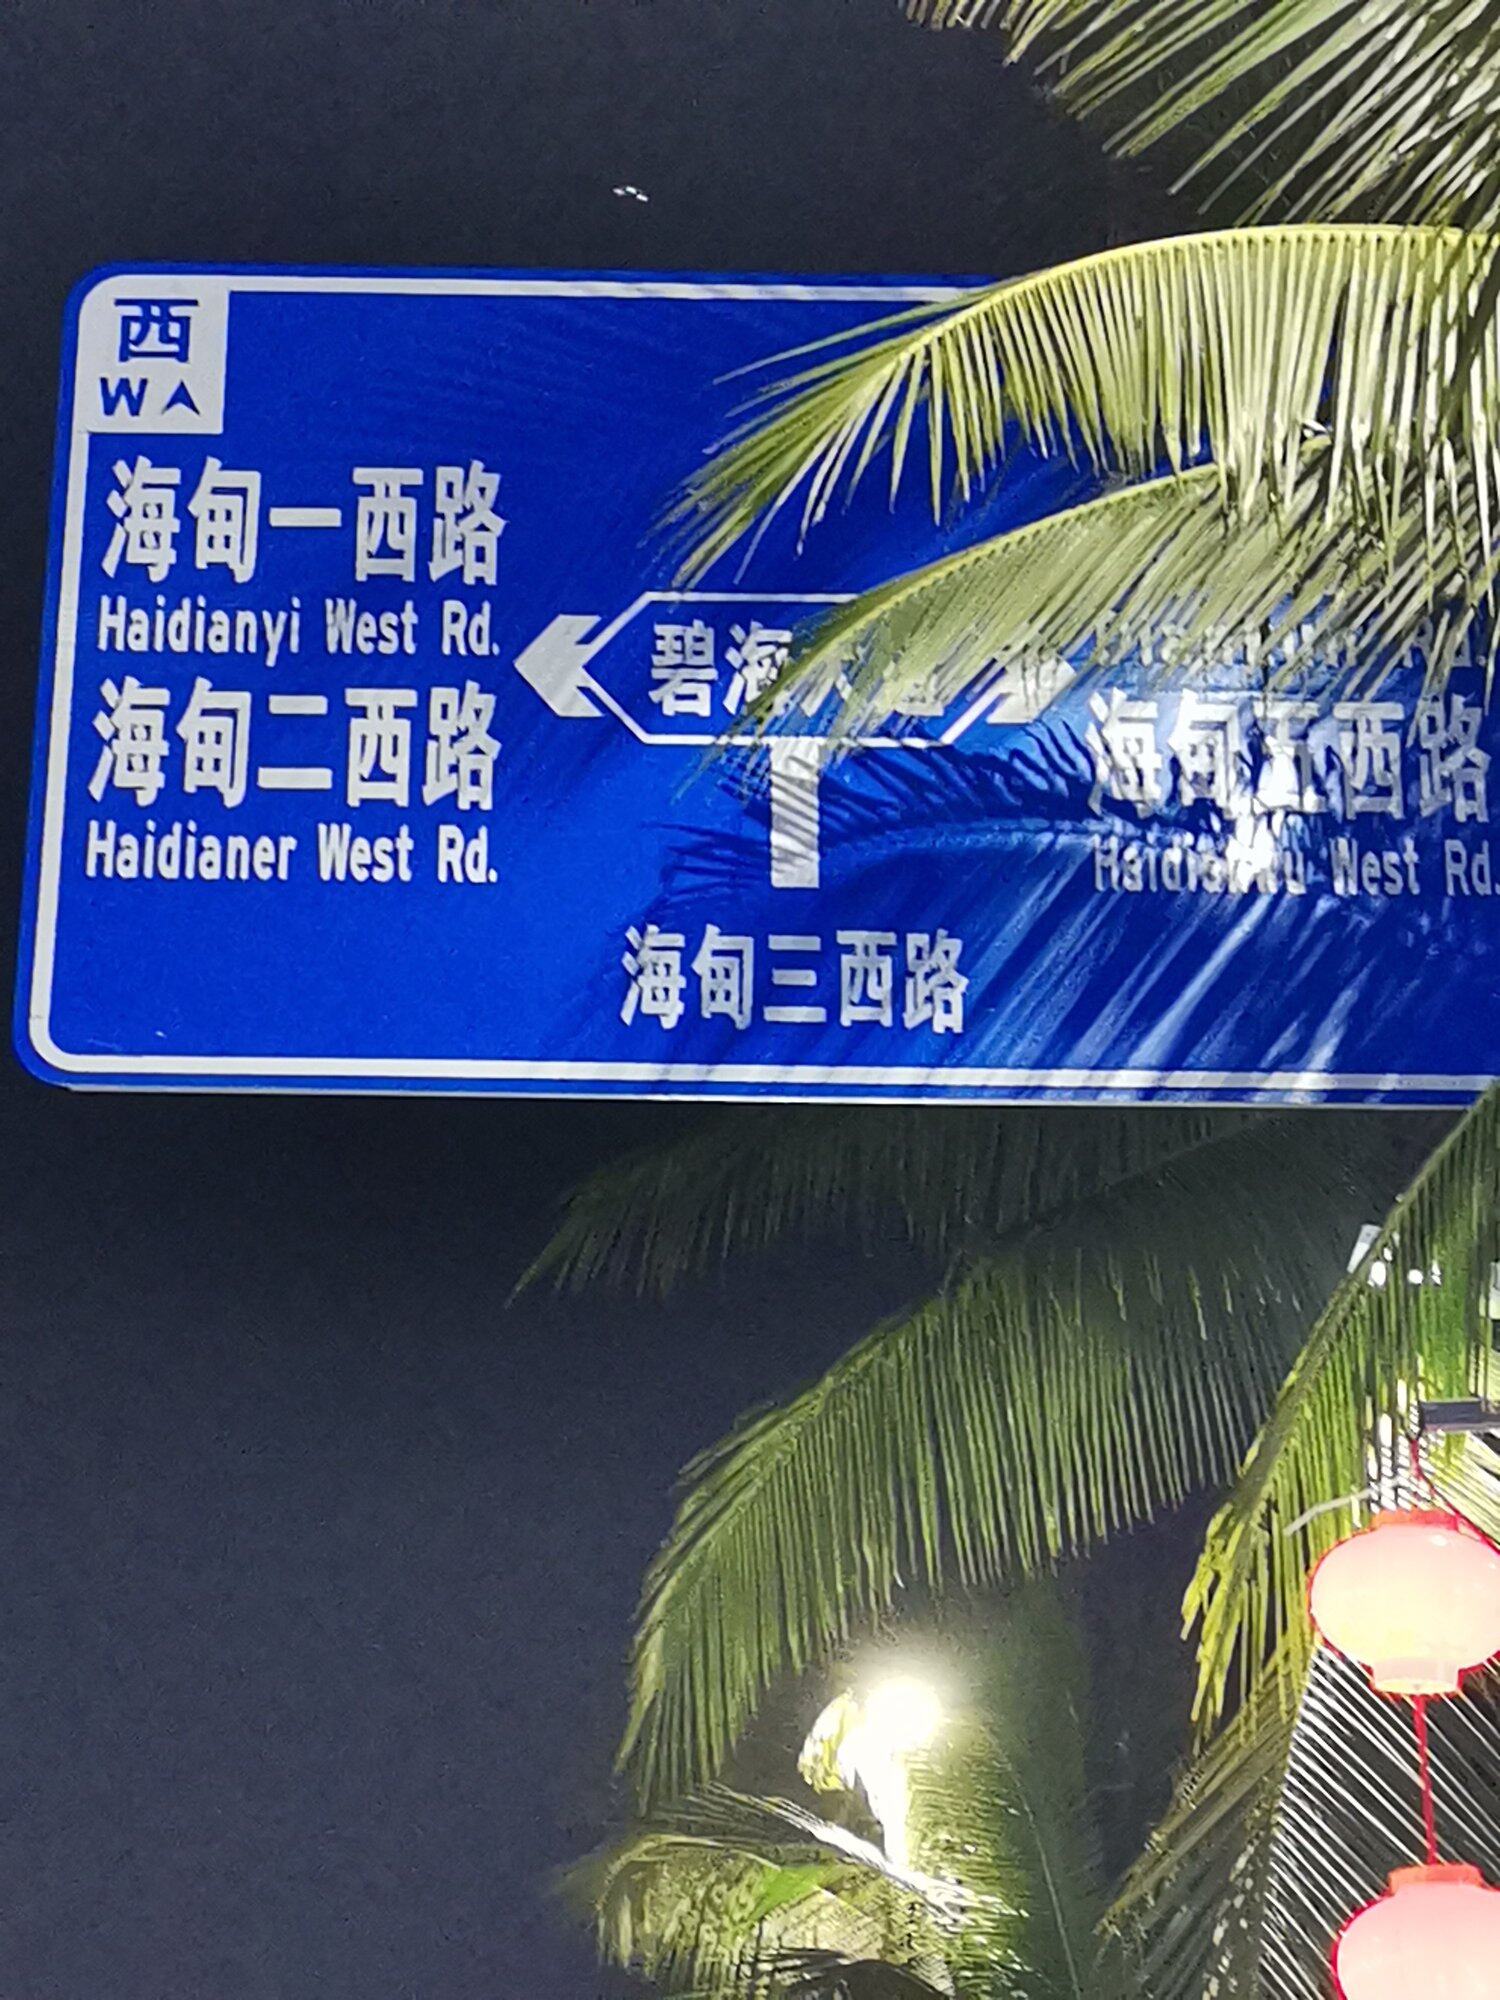 西
W
海甸一西路
Haidianyi West Rd.
海甸二西路
Haidianer West Rd.
碧海
海甸五西路
West Rd.
海甸三西路